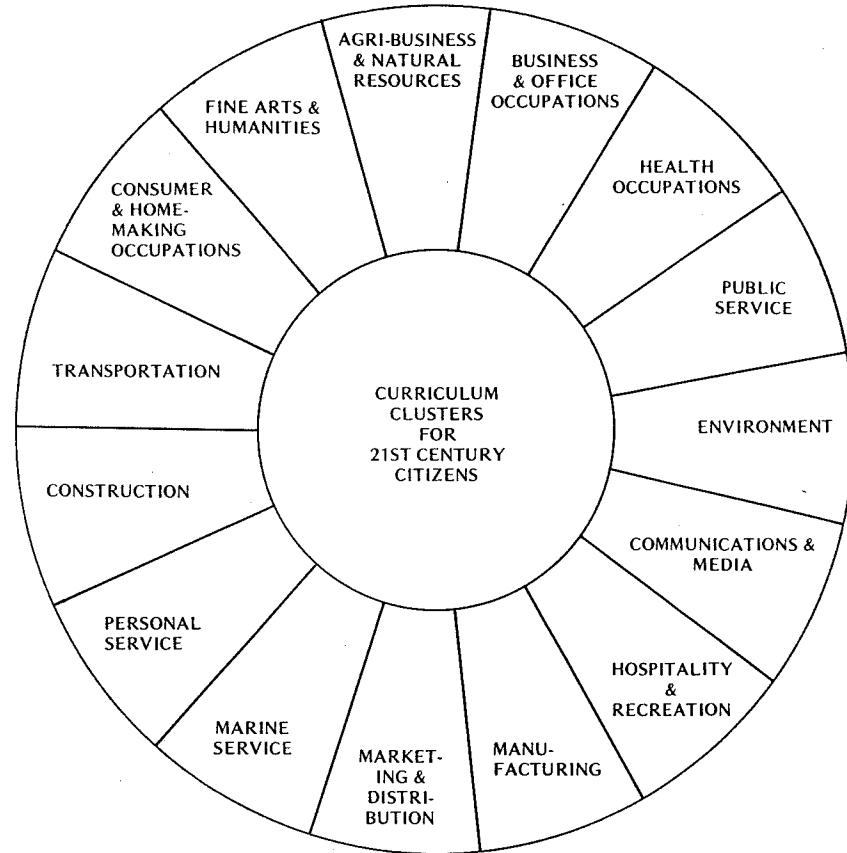 AGRI-BUSINESS
& NATURAL
RESOURCES
BUSINESS
& OFFICE
OCCUPATIONS
HEALTH
OCCUPATIONS
PUBLIC
SERVICE
ENVIRONMENT
COMMUNICATIONS &
MEDIA
HOSPITALITY
&
RECREATION
MANU-
FACTURING
MARKET-
ING &
DISTRI-
BUTION
MARINE
SERVICE
PERSONAL
SERVICE
CONSTRUCTION
TRANSPORTATION
CONSUMER
& HOME-
MAKING
OCCUPATIONS
FINE ARTS &
HUMANITIES
CURRICULUM
CLUSTERS
FOR
21ST CENTURY
CITIZENS